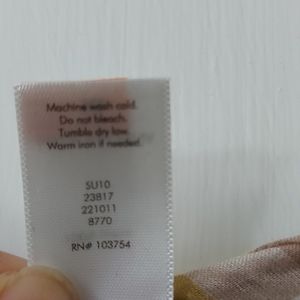 Machine wash cold.
Do not bleach.
Tumble dry low.
Warm iron if needed.
SU10
23817
221011
8770
RN# 103754